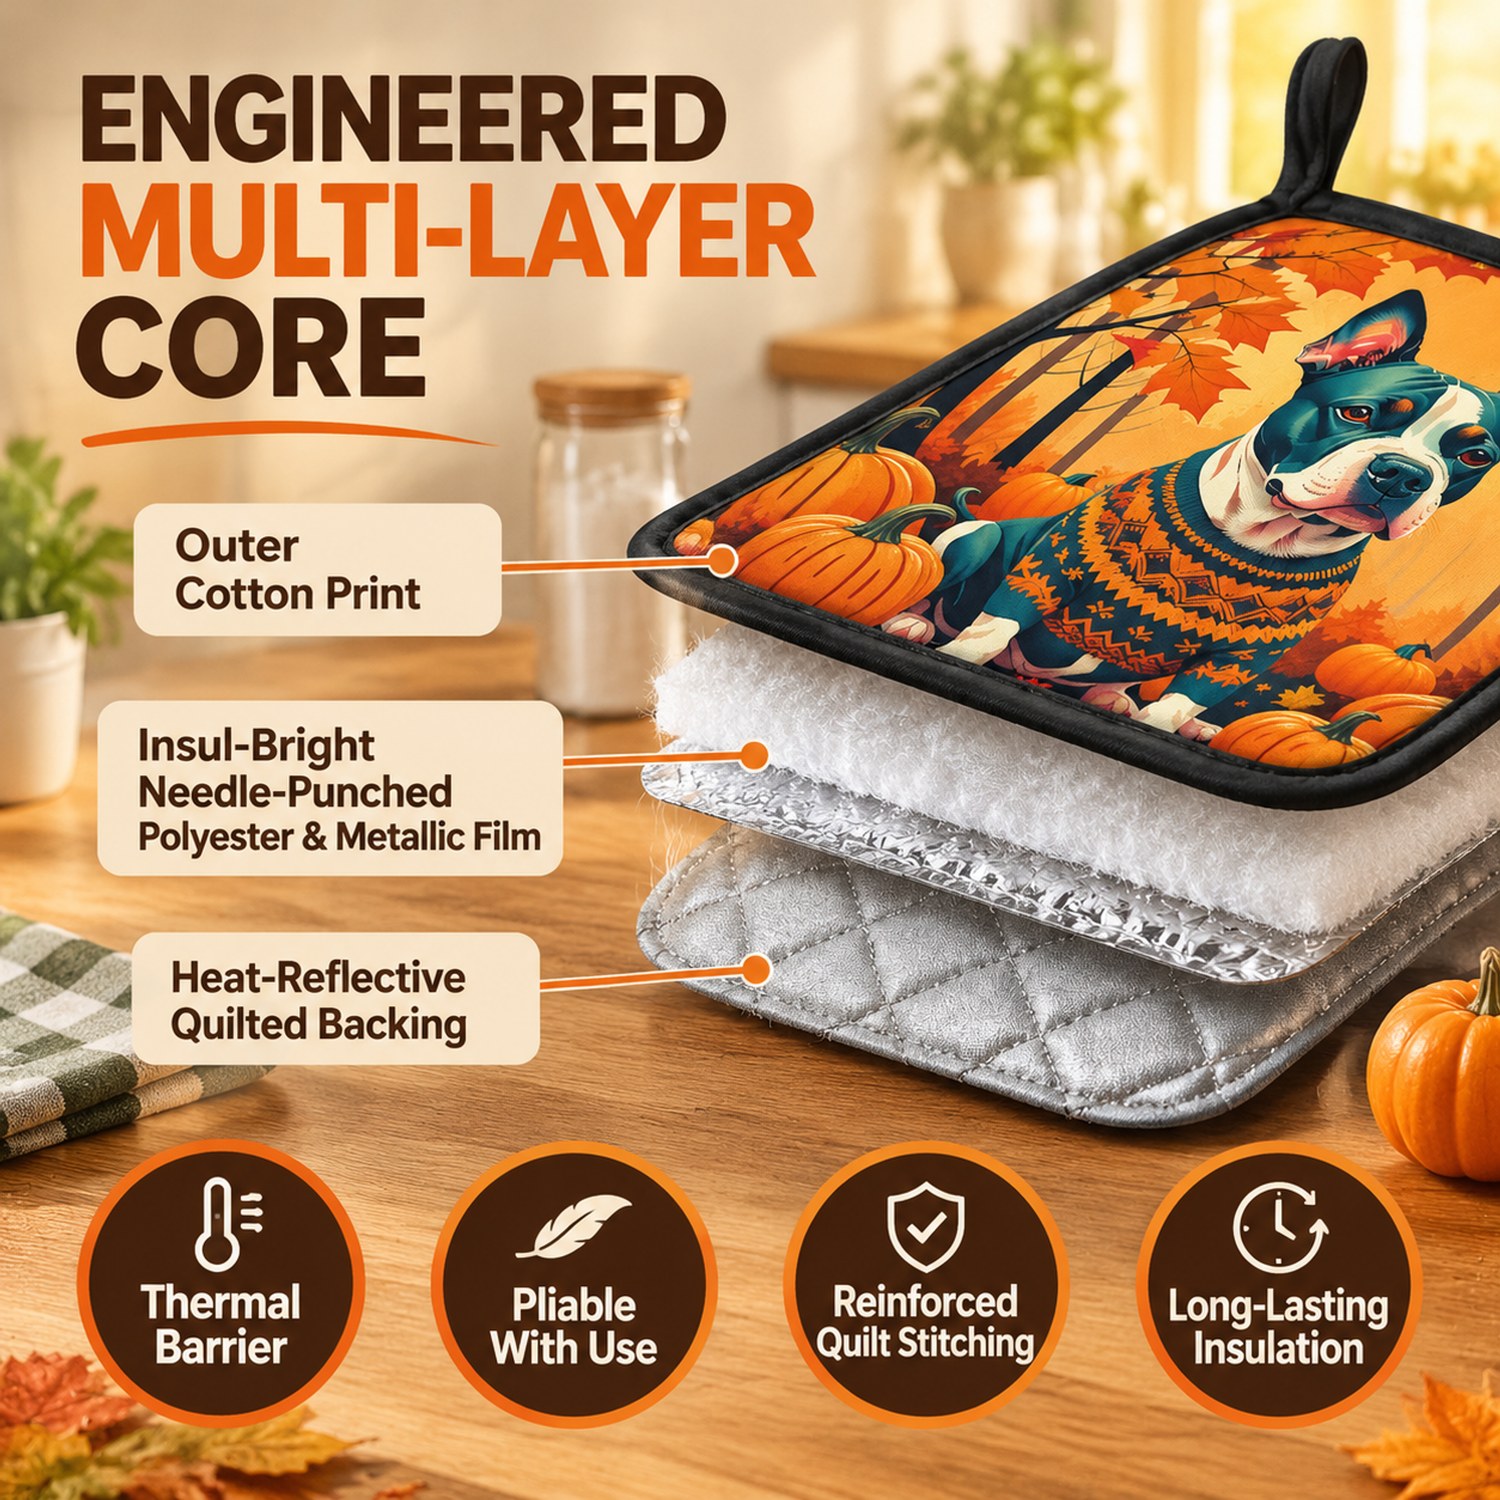 ENGINEERED
MULTI-LAYER
CORE
Outer
Cotton Print
Insul-Bright
Needle-Punched
Polyester & Metallic Film
Heat-Reflective
Quilted Backing
Thermal
Barrier
Pliable
With Use
Reinforced
Quilt Stitching
Long-Lasting
Insulation